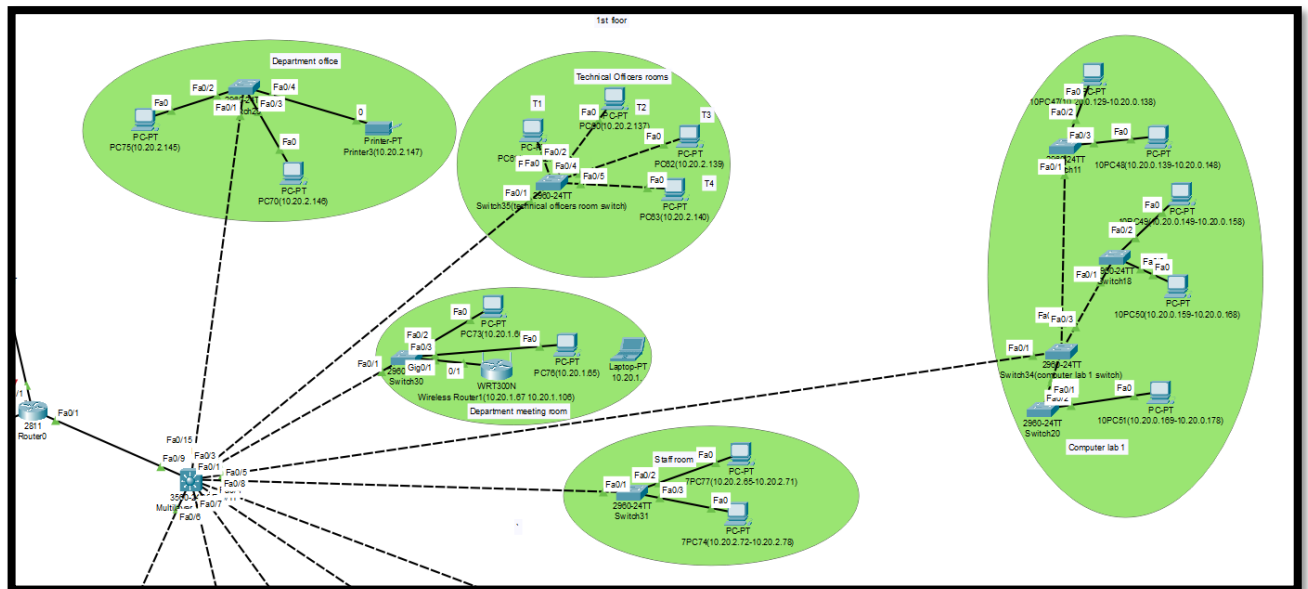 1st floor
Department office
Fa0/2
Fa0/4
Fa0
Fa0/1
Fa0/3
0
PC-PT
PC75(10.20.2.145)
Fa0
Printer-PT
Printer3(10.20.2.147)
PC-PT
PC70(10.20.2.146)
Technical Officers rooms
T1
Fa0
T2
PC-PT
T3
Fa0
PC-PT
PC62(10.20.2.139)
Fa0/2
Fa0
Fa0/4
Fa0/5
Fa0
T4
Fa0/1
2960-24TT
Switch35(technical officers room switch)
PC-PT
PC63(10.20.2.140)
Fa0
Fa0/2
Fa0/3
Fa0
10PC48(10.20.0.139-10.20.0.148)
PC-PT
Fa0/1
Fa0
PC-PT
Fa0/2
Fa0
Fa0/1
Switch18
PC-PT
10PC50(10.20.0.159-10.20.0.168)
Fa0/3
Fa0/1
2960-24TT
Switch34(computer lab 1 switch)
Fa0/1
Fa0/2
Fa0
2960-24TT
Switch20
PC-PT
10PC51(10.20.0.169-10.20.0.178)
Computer lab 1
Fa0
PC-PT
Fa0/2
Fa0/3
Fa0
Fa0/1
Gig0/1
0/1
PC-PT
PC76(10.20.1.65)
Laptop-PT
10.20.1.
2960
Switch30
WRT300N
Wireless Router1(10.20.1.67 10.20.1.106)
Department meeting room
Fa0/1
2811
Router0
Fa0/15
Fa0/3
Fa0/9
Fa0/1
Fa0/5
Fa0/8
Fa0/7
Fa0/6
Staff room
Fa0
PC-PT
7PC77(10.20.2.65-10.20.2.71)
Fa0/2
Fa0/1
Fa0/3
Fa0
2960-24TT
Switch31
PC-PT
7PC74(10.20.2.72-10.20.2.78)